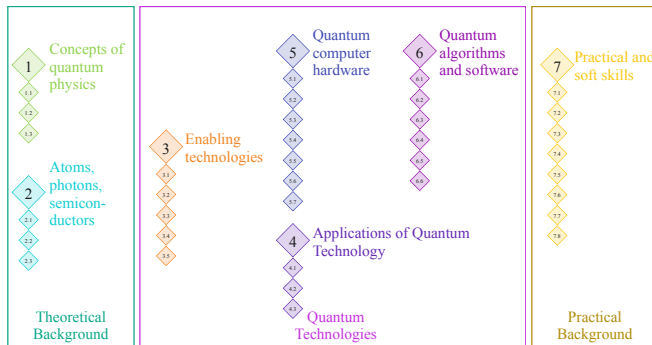 1
Concepts of
quantum
physics
1.1
1.2
1.3
2
Atoms,
photons,
semicon-
ductors
2.1
2.2
2.3
Theoretical
Background
3
Enabling
technologies
3.1
3.2
3.3
3.4
3.5
5
Quantum
computer
hardware
5.1
5.2
5.3
5.4
5.5
5.6
5.7
6
Quantum
algorithms
and software
6.1
6.2
6.3
6.4
6.5
6.6
4
Applications of Quantum
Technology
4.1
4.2
4.3
Quantum
Technologies
7
Practical and
soft skills
7.1
7.2
7.3
7.4
7.5
7.6
7.7
7.8
Practical
Background